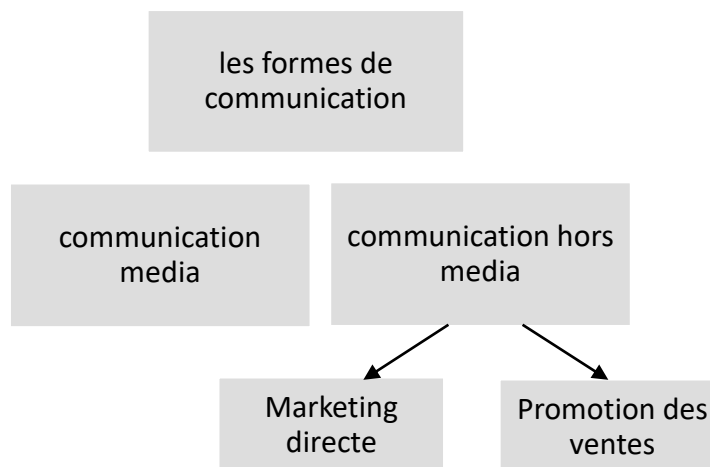 les formes de
communication
communication
media
communication hors
media
Marketing
directe
Promotion des
ventes